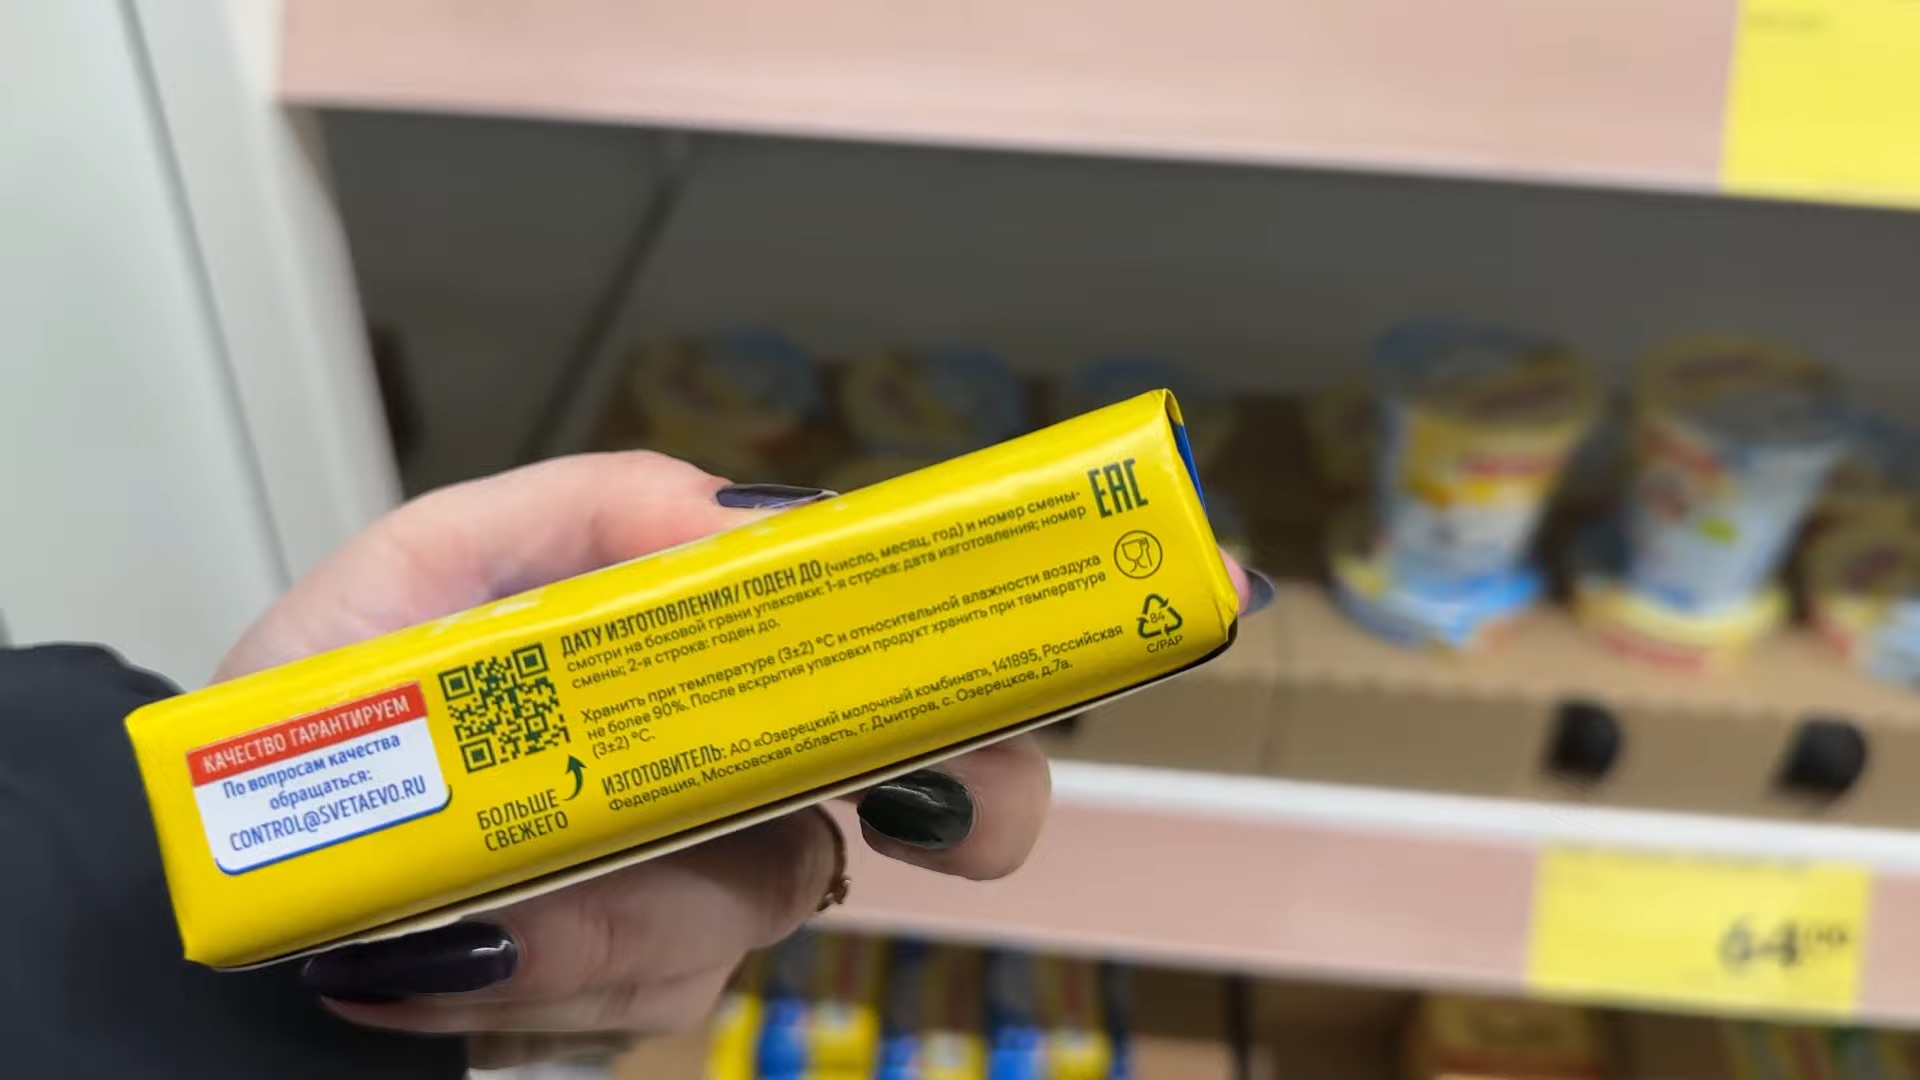 КАЧЕСТВО ГАРАНТИРУЕМ
По вопросам качества
обращаться:
CONTROL@SVETAEVO.RU
БОЛЬШЕ
СВЕЖЕГО
ДАТУ ИЗГОТОВЛЕНИЯ/ ГОДЕН ДО (число, месяц, год) и номер смены-
смотри на боковой грани упаковки: 1-я строка: дата изготовления; номер
смены; 2-я строка: годен до.
Хранить при температуре (3±2) °C и относительной влажности воздуха
не более 90%. После вскрытия упаковки продукт хранить при температуре
(3±2) °C.
ИЗГОТОВИТЕЛЬ: АО «Озерецкий молочный комбинат», 141895, Российская
Федерация, Московская область, г. Дмитров, с. Озерецкое, д.7а.
ЕАС
84
C/PAP